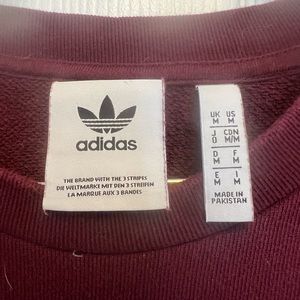 adidas
THE BRAND WITH THE 3 STRIPES
DIE WELTMARKE MIT DEN 3 STREIFEN
LA MARQUE AUX 3 BANDES
UK US
M M
J CDN
O M/M
D F
M M
E I
M M
MADE IN
PAKISTAN